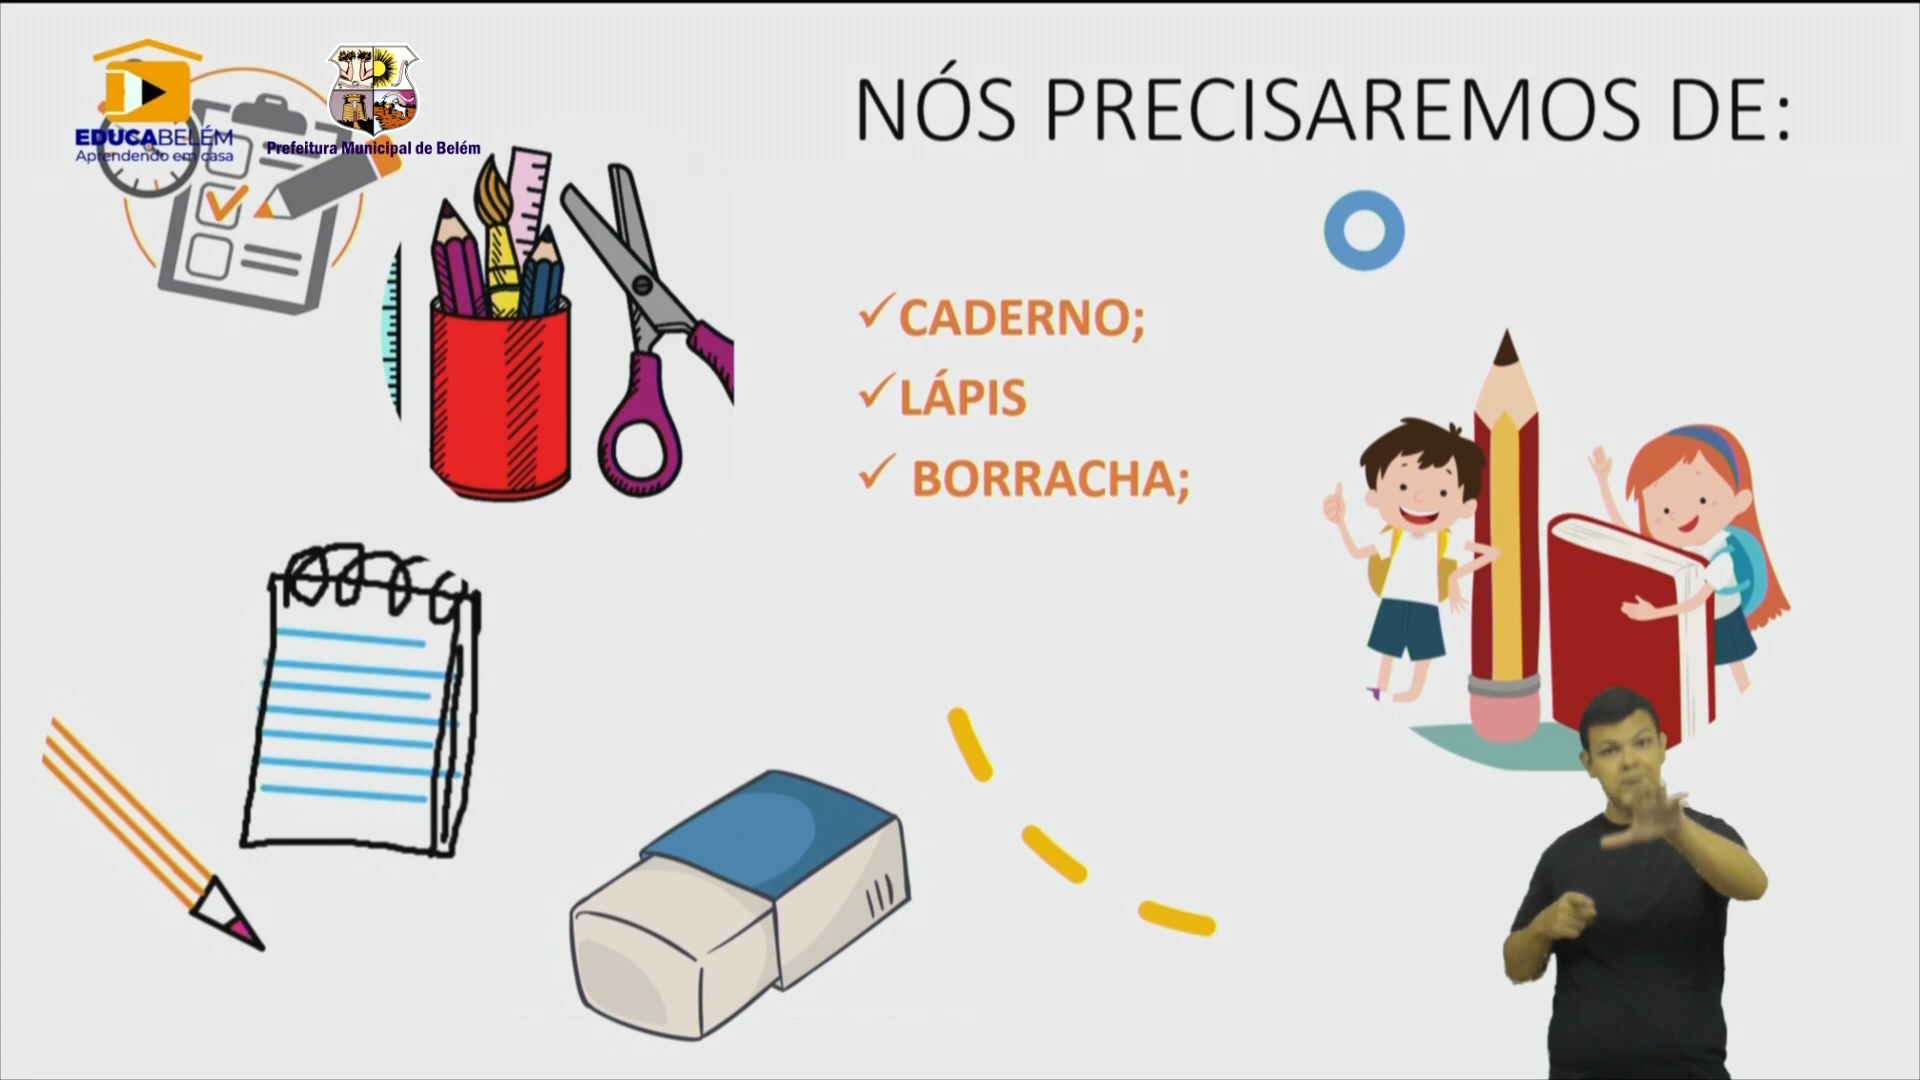 EDUCABELÉM
Aprendendo em casa
Prefeitura Municipal de Belém
NÓS PRECISAREMOS DE:
✓CADERNO;
✓LÁPIS
✓ BORRACHA;